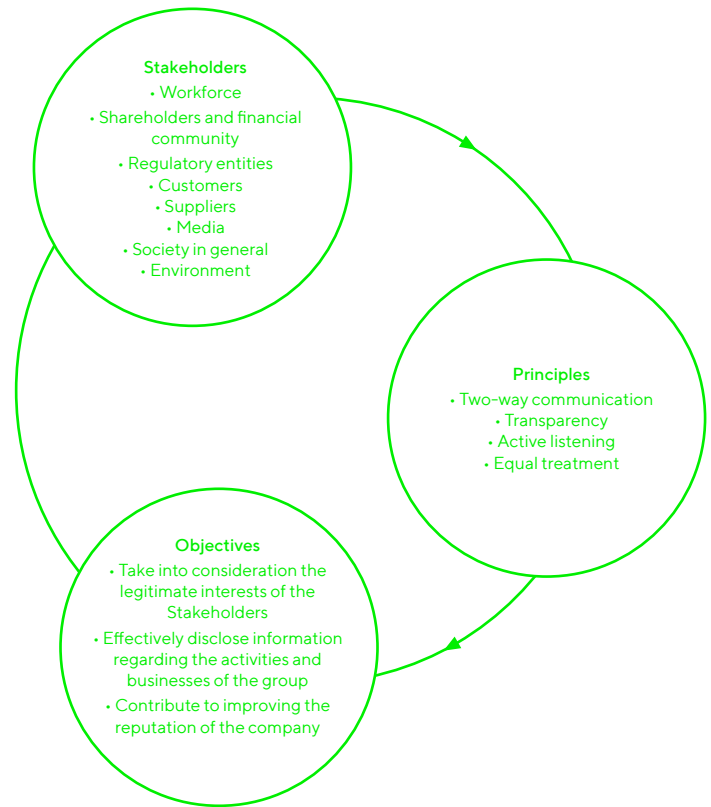 Stakeholders
• Workforce
• Shareholders and financial
community
• Regulatory entities
• Customers
• Suppliers
• Media
• Society in general
• Environment
Principles
• Two-way communication
• Transparency
• Active listening
• Equal treatment
Objectives
• Take into consideration the
legitimate interests of the
Stakeholders
• Effectively disclose information
regarding the activities and
businesses of the group
• Contribute to improving the
reputation of the company